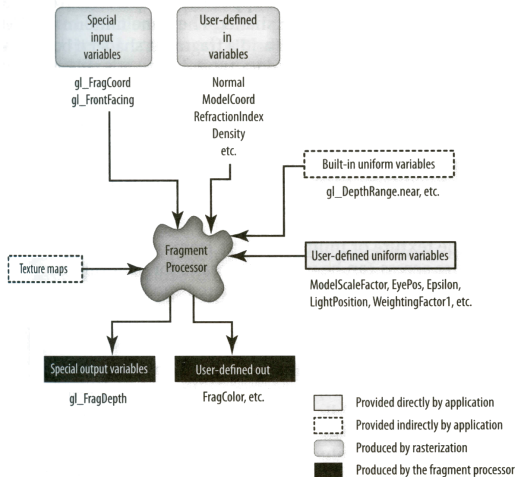 Special
input
variables
User-defined
in
variables
gl_FragCoord
gl_FrontFacing
Normal
ModelCoord
RefractionIndex
Density
etc.
Built-in uniform variables
gl_DepthRange.near, etc.
Fragment
Processor
Texture maps
User-defined uniform variables
ModelScaleFactor, EyePos, Epsilon,
LightPosition, WeightingFactor1, etc.
Special output variables
User-defined out
gl_FragDepth
FragColor, etc.
Provided directly by application
Provided indirectly by application
Produced by rasterization
Produced by the fragment processor